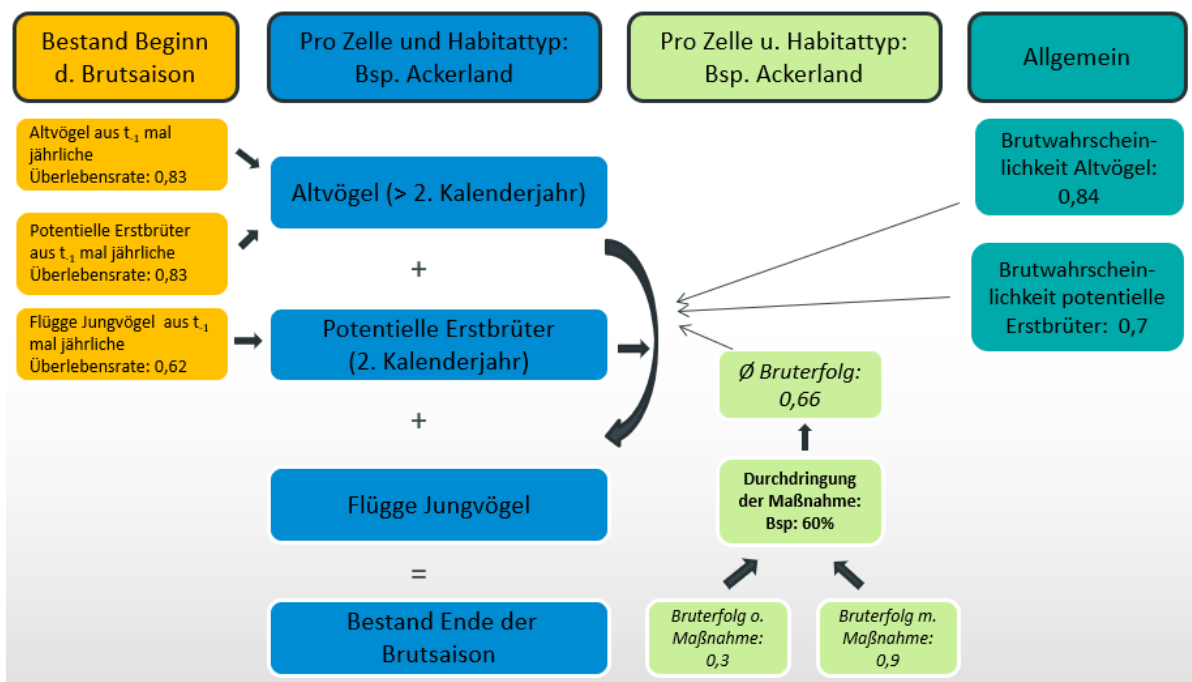 Bestand Beginn
d. Brutsaison
Pro Zelle und Habitattyp:
Bsp. Ackerland
Pro Zelle u. Habitattyp:
Bsp. Ackerland
Allgemein
Altvögel aus t-1 mal
jährliche
Überlebensrate: 0,83
Potentielle Erstbrüter
aus t-1 mal jährliche
Überlebensrate: 0,83
Flügge Jungvögel aus t-1
mal jährliche
Überlebensrate: 0,62
Altvögel (> 2. Kalenderjahr)
+
Potentielle Erstbrüter
(2. Kalenderjahr)
+
Flügge Jungvögel
=
Bestand Ende der
Brutsaison
Ø Bruterfolg:
0,66
Durchdringung
der Maßnahme:
Bsp: 60%
Bruterfolg o.
Maßnahme:
0,3
Bruterfolg m.
Maßnahme:
0,9
Brutwahrschein-
lichkeit Altvögel:
0,84
Brutwahrschein-
lichkeit potentielle
Erstbrüter: 0,7